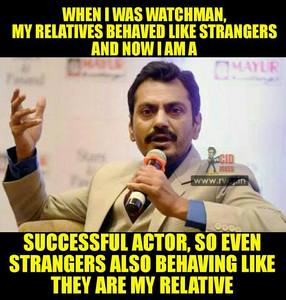 WHEN I WAS WATCHMAN,
MY RELATIVES BEHAVED LIKE STRANGERS
AND NOW I AM A
MAYUR
CID
SUCCESSFUL ACTOR, SO EVEN
STRANGERS ALSO BEHAVING LIKE
THEY ARE MY RELATIVE